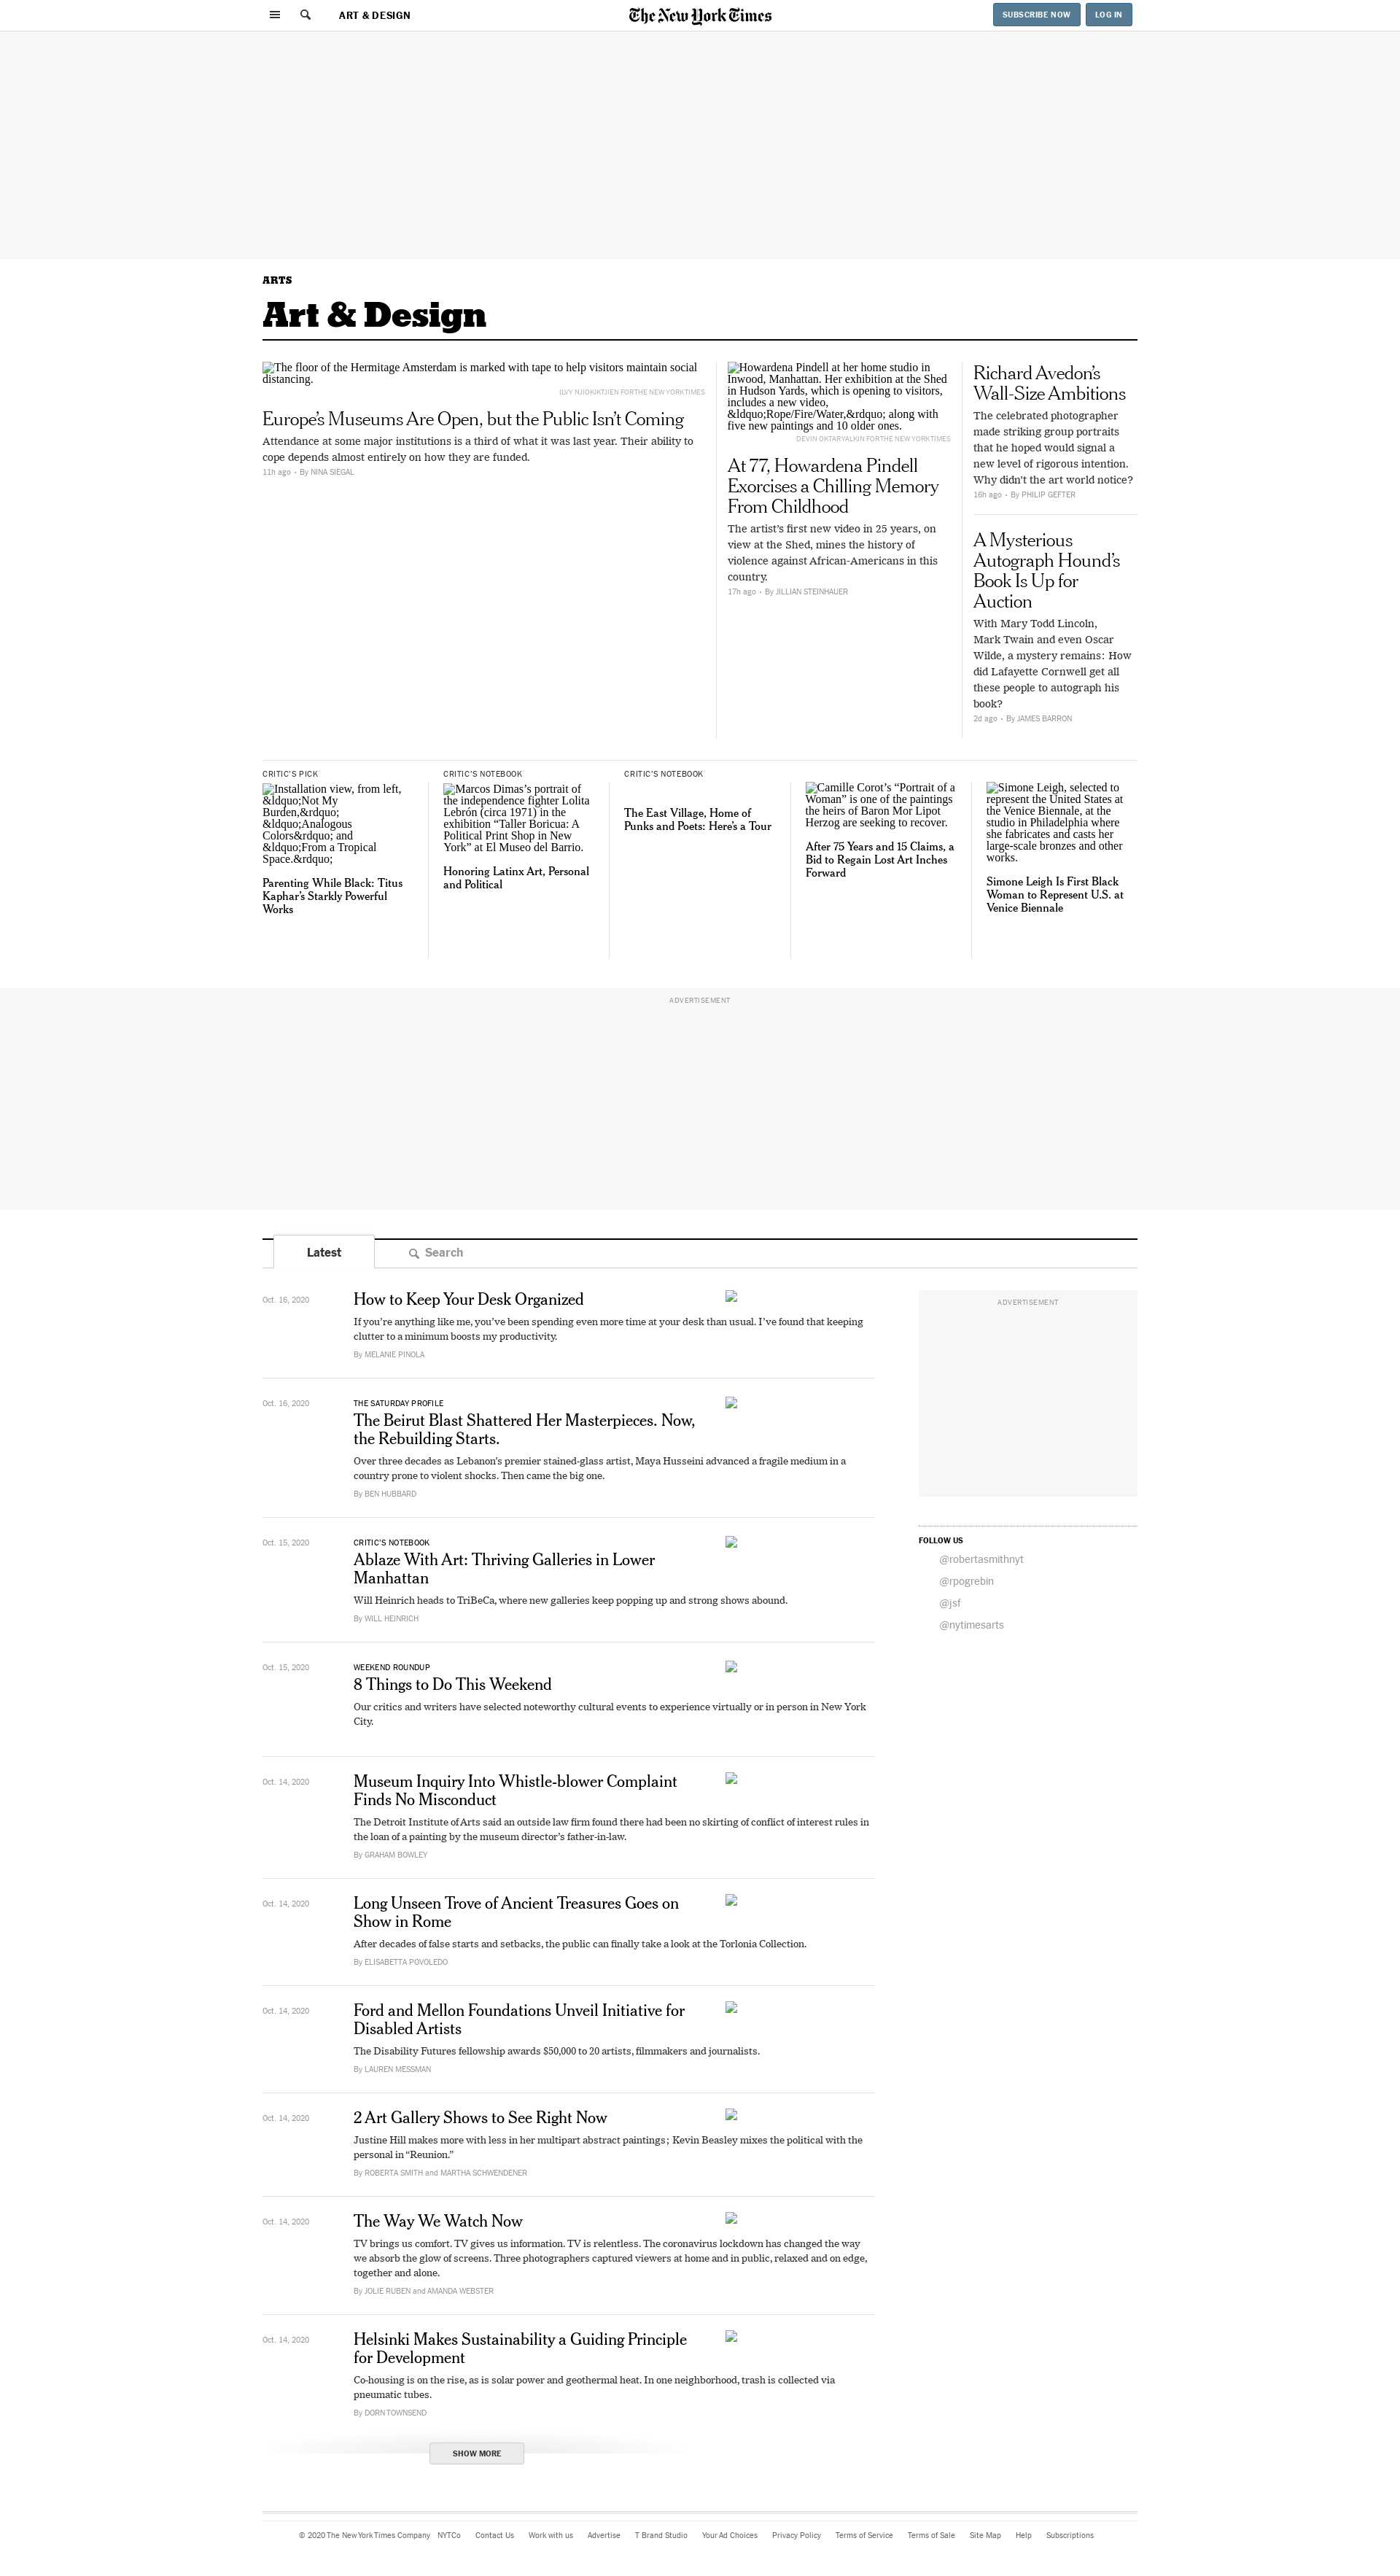 ART & DESIGN
The New York Times
SUBSCRIBE NOW
LOG IN
ARTS
Art & Design
The floor of the Hermitage Amsterdam is marked with tape to help visitors maintain social
distancing.
ILVY NJIOKIKTJIEN FOR THE NEW YORK TIMES
Europe's Museums Are Open, but the Public Isn't Coming
Attendance at some major institutions is a third of what it was last year. Their ability to
cope depends almost entirely on how they are funded.
11h ago • By NINA SIEGAL
Howardena Pindell at her home studio in
Inwood, Manhattan. Her exhibition at the Shed
in Hudson Yards, which is opening to visitors,
includes a new video,
&ldquo;Rope/Fire/Water,&rdquo; along with
five new paintings and 10 older ones.
DEVIN OKTAR YALKIN FOR THE NEW YORK TIMES
At 77, Howardena Pindell
Exorcises a Chilling Memory
From Childhood
The artist's first new video in 25 years, on
view at the Shed, mines the history of
violence against African-Americans in this
country.
17h ago • By JILLIAN STEINHAUER
Richard Avedon's
Wall-Size Ambitions
The celebrated photographer
made striking group portraits
that he hoped would signal a
new level of rigorous intention.
Why didn't the art world notice?
16h ago • By PHILIP GEFTER
A Mysterious
Autograph Hound's
Book Is Up for
Auction
With Mary Todd Lincoln,
Mark Twain and even Oscar
Wilde, a mystery remains: How
did Lafayette Cornwell get all
these people to autograph his
book?
2d ago • By JAMES BARRON
CRITIC'S PICK
Installation view, from left,
&ldquo;Not My
Burden,&rdquo;
&ldquo;Analogous
Colors&rdquo; and
&ldquo;From a Tropical
Space.&rdquo;
Parenting While Black: Titus
Kaphar's Starkly Powerful
Works
CRITIC'S NOTEBOOK
Marcos Dimas's portrait of
the independence fighter Lolita
Lebrón (circa 1971) in the
exhibition “Taller Boricua: A
Political Print Shop in New
York” at El Museo del Barrio.
Honoring Latinx Art, Personal
and Political
CRITIC'S NOTEBOOK
The East Village, Home of
Punks and Poets: Here's a Tour
Camille Corot's “Portrait of a
Woman” is one of the paintings
the heirs of Baron Mor Lipot
Herzog are seeking to recover.
After 75 Years and 15 Claims, a
Bid to Regain Lost Art Inches
Forward
Simone Leigh, selected to
represent the United States at
the Venice Biennale, at the
studio in Philadelphia where
she fabricates and casts her
large-scale bronzes and other
works.
Simone Leigh Is First Black
Woman to Represent U.S. at
Venice Biennale
ADVERTISEMENT
Latest
Search
Oct. 16, 2020
How to Keep Your Desk Organized
If you're anything like me, you've been spending even more time at your desk than usual. I've found that keeping
clutter to a minimum boosts my productivity.
By MELANIE PINOLA
Oct. 16, 2020
THE SATURDAY PROFILE
The Beirut Blast Shattered Her Masterpieces. Now,
the Rebuilding Starts.
Over three decades as Lebanon's premier stained-glass artist, Maya Husseini advanced a fragile medium in a
country prone to violent shocks. Then came the big one.
By BEN HUBBARD
Oct. 15, 2020
CRITIC'S NOTEBOOK
Ablaze With Art: Thriving Galleries in Lower
Manhattan
Will Heinrich heads to TriBeCa, where new galleries keep popping up and strong shows abound.
By WILL HEINRICH
Oct. 15, 2020
WEEKEND ROUNDUP
8 Things to Do This Weekend
Our critics and writers have selected noteworthy cultural events to experience virtually or in person in New York
City.
Oct. 14, 2020
Museum Inquiry Into Whistle-blower Complaint
Finds No Misconduct
The Detroit Institute of Arts said an outside law firm found there had been no skirting of conflict of interest rules in
the loan of a painting by the museum director's father-in-law.
By GRAHAM BOWLEY
Oct. 14, 2020
Long Unseen Trove of Ancient Treasures Goes on
Show in Rome
After decades of false starts and setbacks, the public can finally take a look at the Torlonia Collection.
By ELISABETTA POVOLEDO
Oct. 14, 2020
Ford and Mellon Foundations Unveil Initiative for
Disabled Artists
The Disability Futures fellowship awards $50,000 to 20 artists, filmmakers and journalists.
By LAUREN MESSMAN
Oct. 14, 2020
2 Art Gallery Shows to See Right Now
Justine Hill makes more with less in her multipart abstract paintings; Kevin Beasley mixes the political with the
personal in “Reunion.”
By ROBERTA SMITH and MARTHA SCHWENDENER
Oct. 14, 2020
The Way We Watch Now
TV brings us comfort. TV gives us information. TV is relentless. The coronavirus lockdown has changed the way
we absorb the glow of screens. Three photographers captured viewers at home and in public, relaxed and on edge,
together and alone.
By JOLIE RUBEN and AMANDA WEBSTER
Oct. 14, 2020
Helsinki Makes Sustainability a Guiding Principle
for Development
Co-housing is on the rise, as is solar power and geothermal heat. In one neighborhood, trash is collected via
pneumatic tubes.
By DORN TOWNSEND
SHOW MORE
ADVERTISEMENT
FOLLOW US
@robertasmithnyt
@rpogrebin
@jsf
@nytimesarts
© 2020 The New York Times Company NYTCo Contact Us Work with us Advertise T Brand Studio Your Ad Choices Privacy Policy Terms of Service Terms of Sale Site Map Help Subscriptions